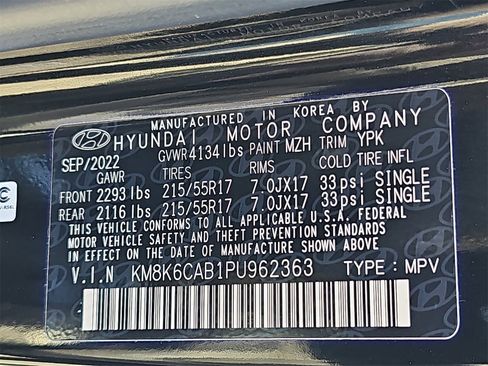 MANUFACTURED IN KOREA BY
HYUNDAI MOTOR COMPANY
SEP/2022 GVWR 4134 lbs PAINT MZH TRIM YPK
GAWR TIRES RIMS COLD TIRE INFL
FRONT 2293 lbs 215/55R17 7.0JX17 33psi SINGLE
REAR 2116 lbs 215/55R17 7.0JX17 33psi SINGLE
THIS VEHICLE CONFORMS TO ALL APPLICABLE U.S.A. FEDERAL
MOTOR VEHICLE SAFETY, BUMPER, AND THEFT PREVENTION STANDARDS
IN EFFECT ON THE DATE OF MANUFACTURE SHOWN ABOVE
V.I.N KM8K6CAB1PU962363 TYPE: MPV